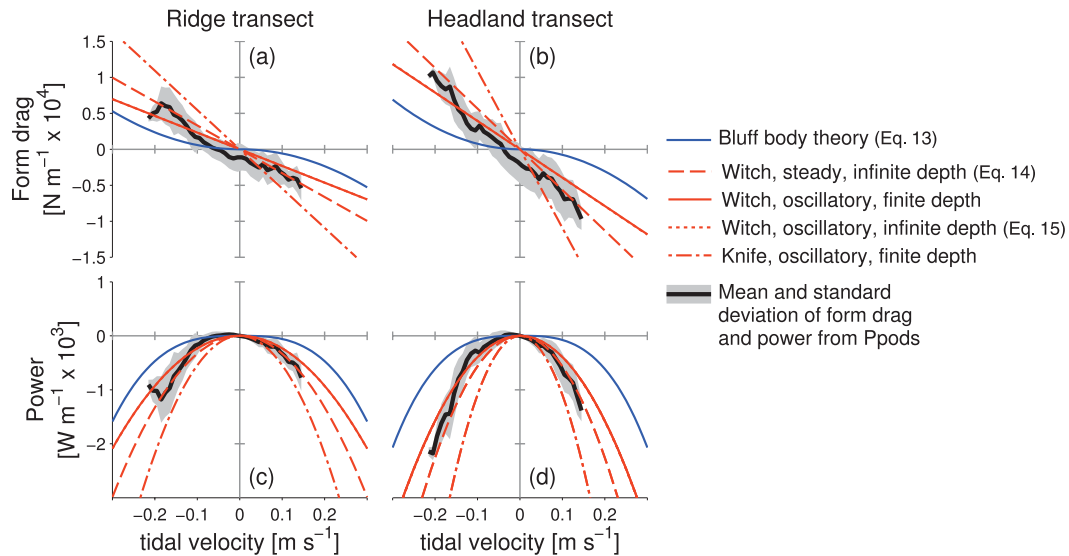 Ridge transect
Headland transect
Form drag
[N m⁻¹ x 10⁴]
1.5
1
0.5
0
−0.5
−1
−1.5
(a)
(b)
Bluff body theory (Eq. 13)
Witch, steady, infinite depth (Eq. 14)
Witch, oscillatory, finite depth
Witch, oscillatory, infinite depth (Eq. 15)
Knife, oscillatory, finite depth
Mean and standard
deviation of form drag
and power from Ppods
Power
[W m⁻¹ x 10³]
1
0
−1
−2
(c)
(d)
−0.2 −0.1 0 0.1 0.2
−0.2 −0.1 0 0.1 0.2
tidal velocity [m s⁻¹]
tidal velocity [m s⁻¹]